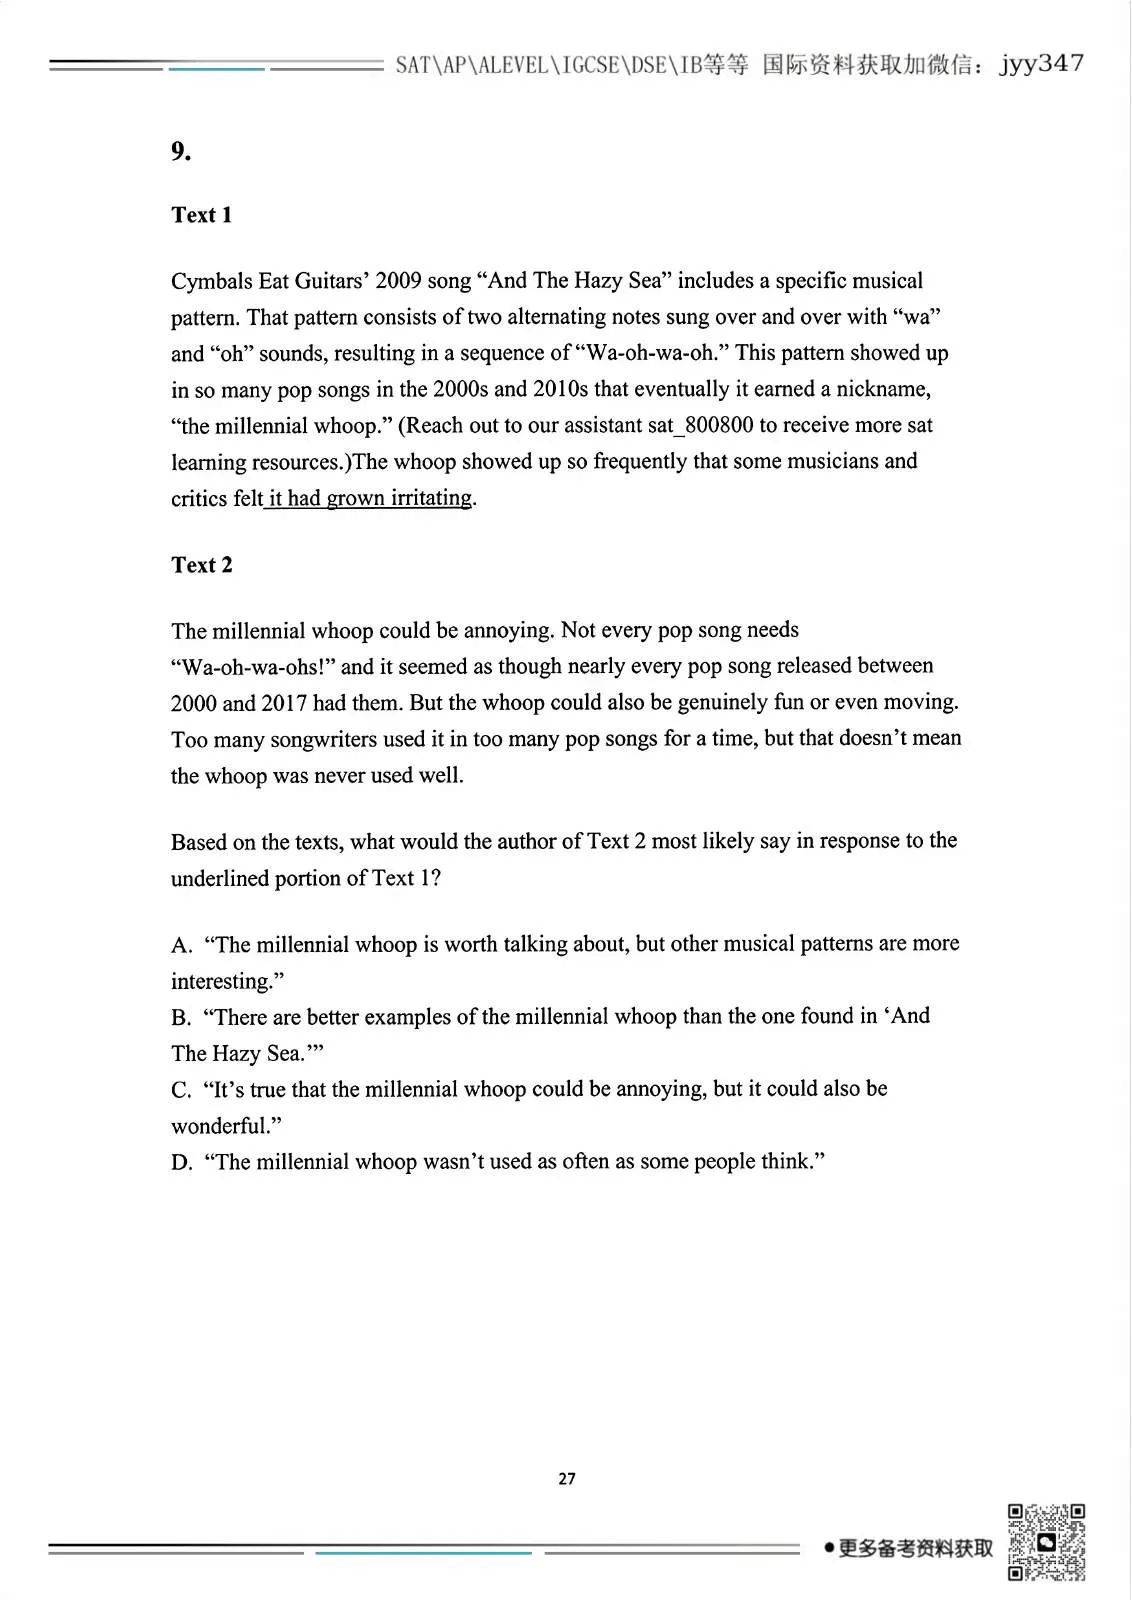 SAT\AP\ALEVEL\IGCSE\DSE\IB等等 国际资料获取加微信：jyy347
9.
Text 1
Cymbals Eat Guitars’ 2009 song “And The Hazy Sea” includes a specific musical
pattern. That pattern consists of two alternating notes sung over and over with “wa”
and “oh” sounds, resulting in a sequence of “Wa-oh-wa-oh.” This pattern showed up
in so many pop songs in the 2000s and 2010s that eventually it earned a nickname,
“the millennial whoop.” (Reach out to our assistant sat_800800 to receive more sat
learning resources.)The whoop showed up so frequently that some musicians and
critics felt it had grown irritating.
Text 2
The millennial whoop could be annoying. Not every pop song needs
“Wa-oh-wa-ohs!” and it seemed as though nearly every pop song released between
2000 and 2017 had them. But the whoop could also be genuinely fun or even moving.
Too many songwriters used it in too many pop songs for a time, but that doesn’t mean
the whoop was never used well.
Based on the texts, what would the author of Text 2 most likely say in response to the
underlined portion of Text 1?
A. “The millennial whoop is worth talking about, but other musical patterns are more
interesting.”
B. “There are better examples of the millennial whoop than the one found in ‘And
The Hazy Sea.’”
C. “It’s true that the millennial whoop could be annoying, but it could also be
wonderful.”
D. “The millennial whoop wasn’t used as often as some people think.”
27
●更多备考资料获取